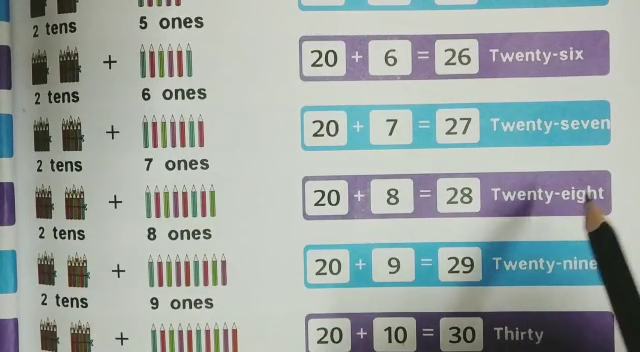 2 tens 5 ones
+ 20 + 6 = 26 Twenty-six
2 tens 6 ones
+ 20 + 7 = 27 Twenty-seven
2 tens 7 ones
+ 20 + 8 = 28 Twenty-eight
2 tens 8 ones
+ 20 + 9 = 29 Twenty-nine
2 tens 9 ones
+ 20 + 10 = 30 Thirty